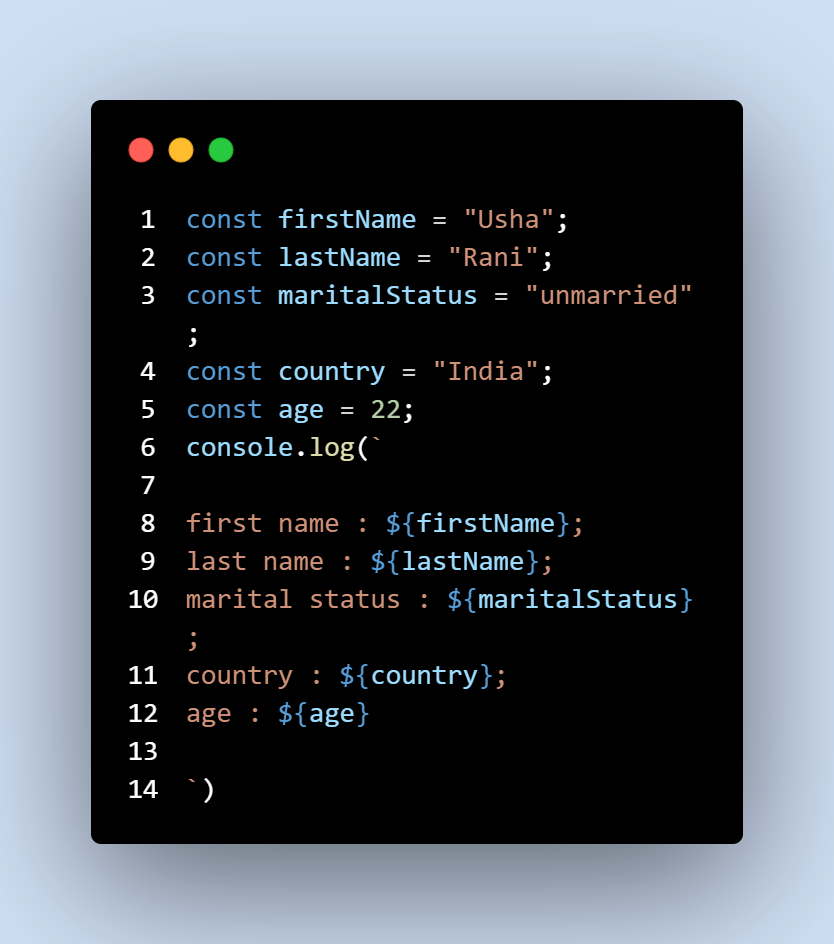 1 const firstName = "Usha";
2 const lastName = "Rani";
3 const maritalStatus = "unmarried"
;
4 const country = "India";
5 const age = 22;
6 console.log(`
7
8 first name : ${firstName};
9 last name : ${lastName};
10 marital status : ${maritalStatus}
;
11 country : ${country};
12 age : ${age}
13
14 `)